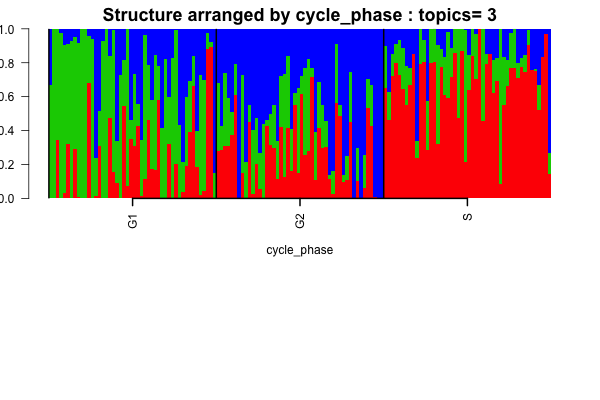 Structure arranged by cycle_phase : topics= 3
1.0
0.8
0.6
0.4
0.2
0.0
G1
G2
S
cycle_phase